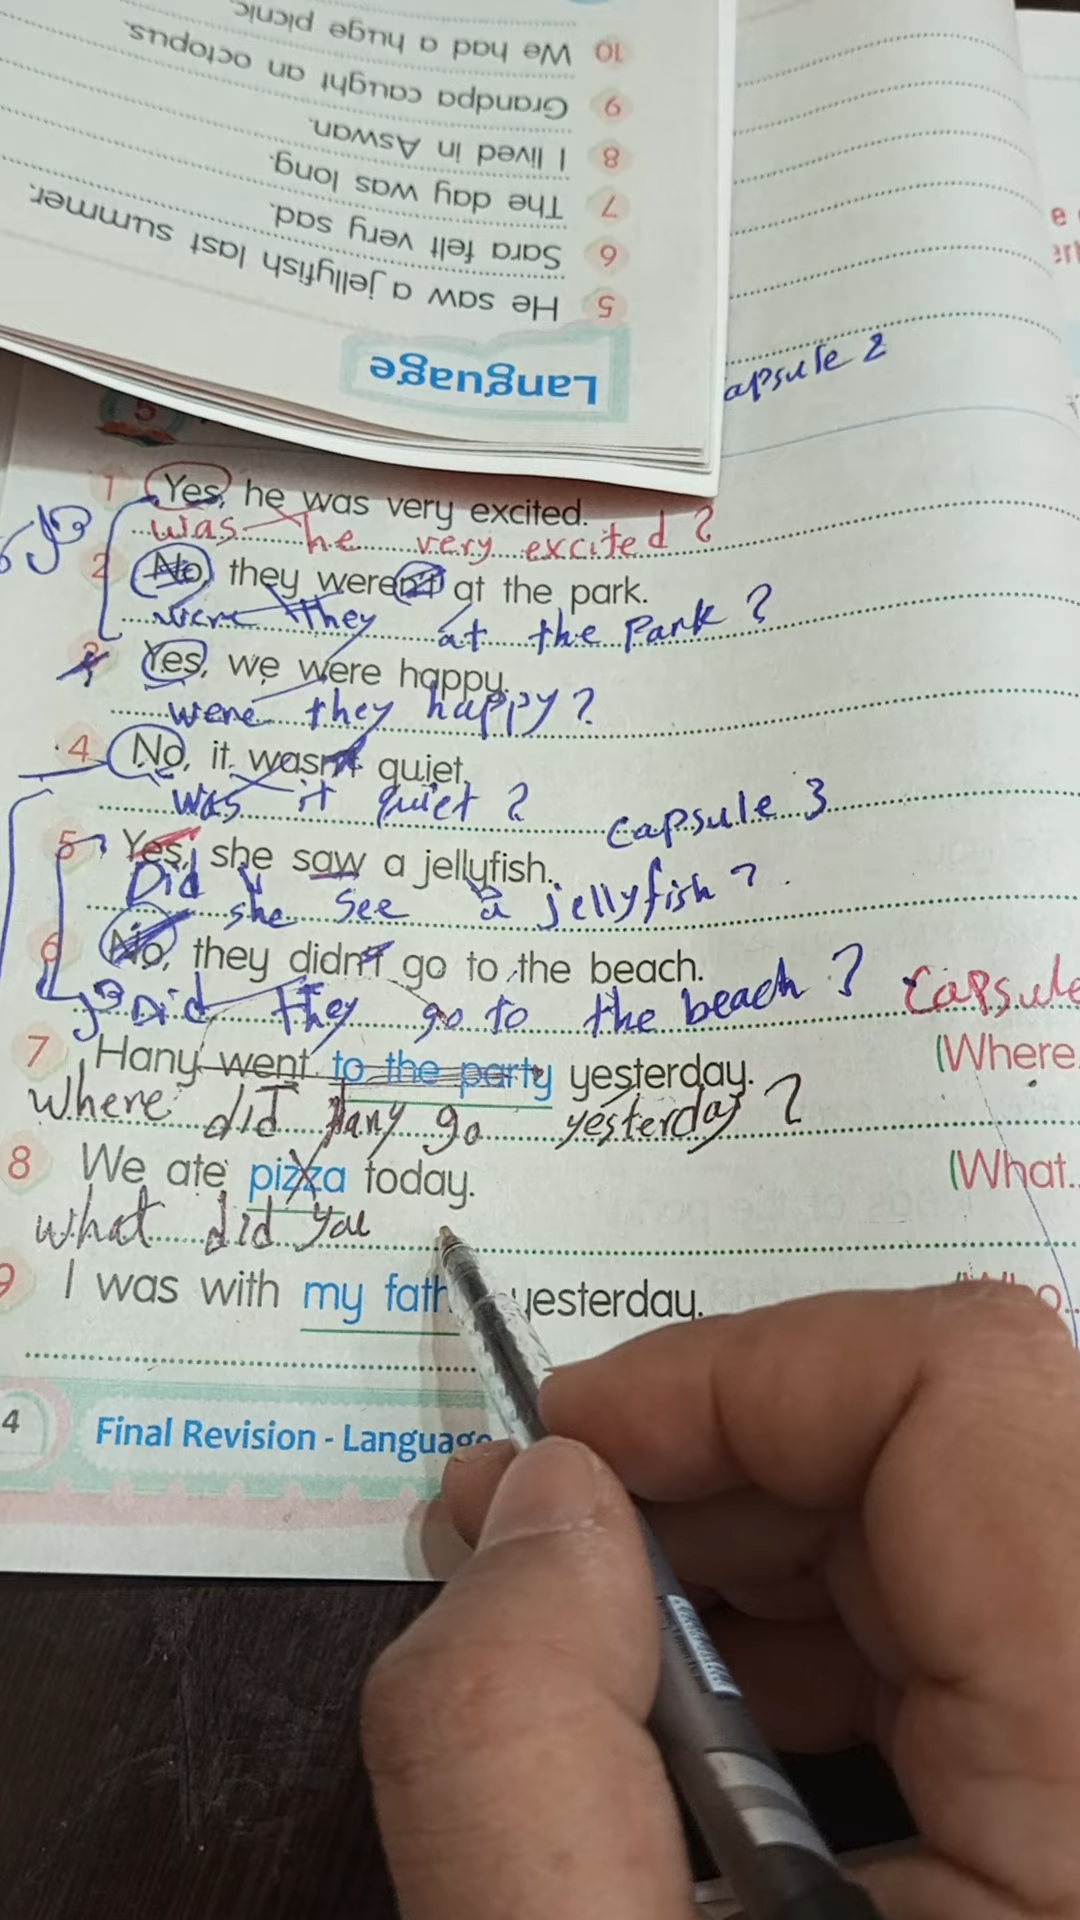 10 We had a huge picnic.
9 Grandpa caught an octopus.
8 I lived in Aswan.
7 The day was long.
6 Sara felt very sad.
5 He saw a jellyfish last summer.
Language
apsule 2
5
1 Yes, he was very excited.
was he very excited ?
2 No, they weren't at the park.
were they at the Park ?
Yes, we were happy.
were they happy ?
4 No, it wasn't quiet.
was it quiet ?
capsule 3
5 Yes, she saw a jellyfish.
Did she see a jellyfish ?
6 No, they didn't go to the beach.
Did they go to the beach ?
Capsule
7 Hany went to the party yesterday. (Where
where did Hany go yesterday ?
8 We ate pizza today. (What..
what did you
9 I was with my fath yesterday.
4 Final Revision - Language